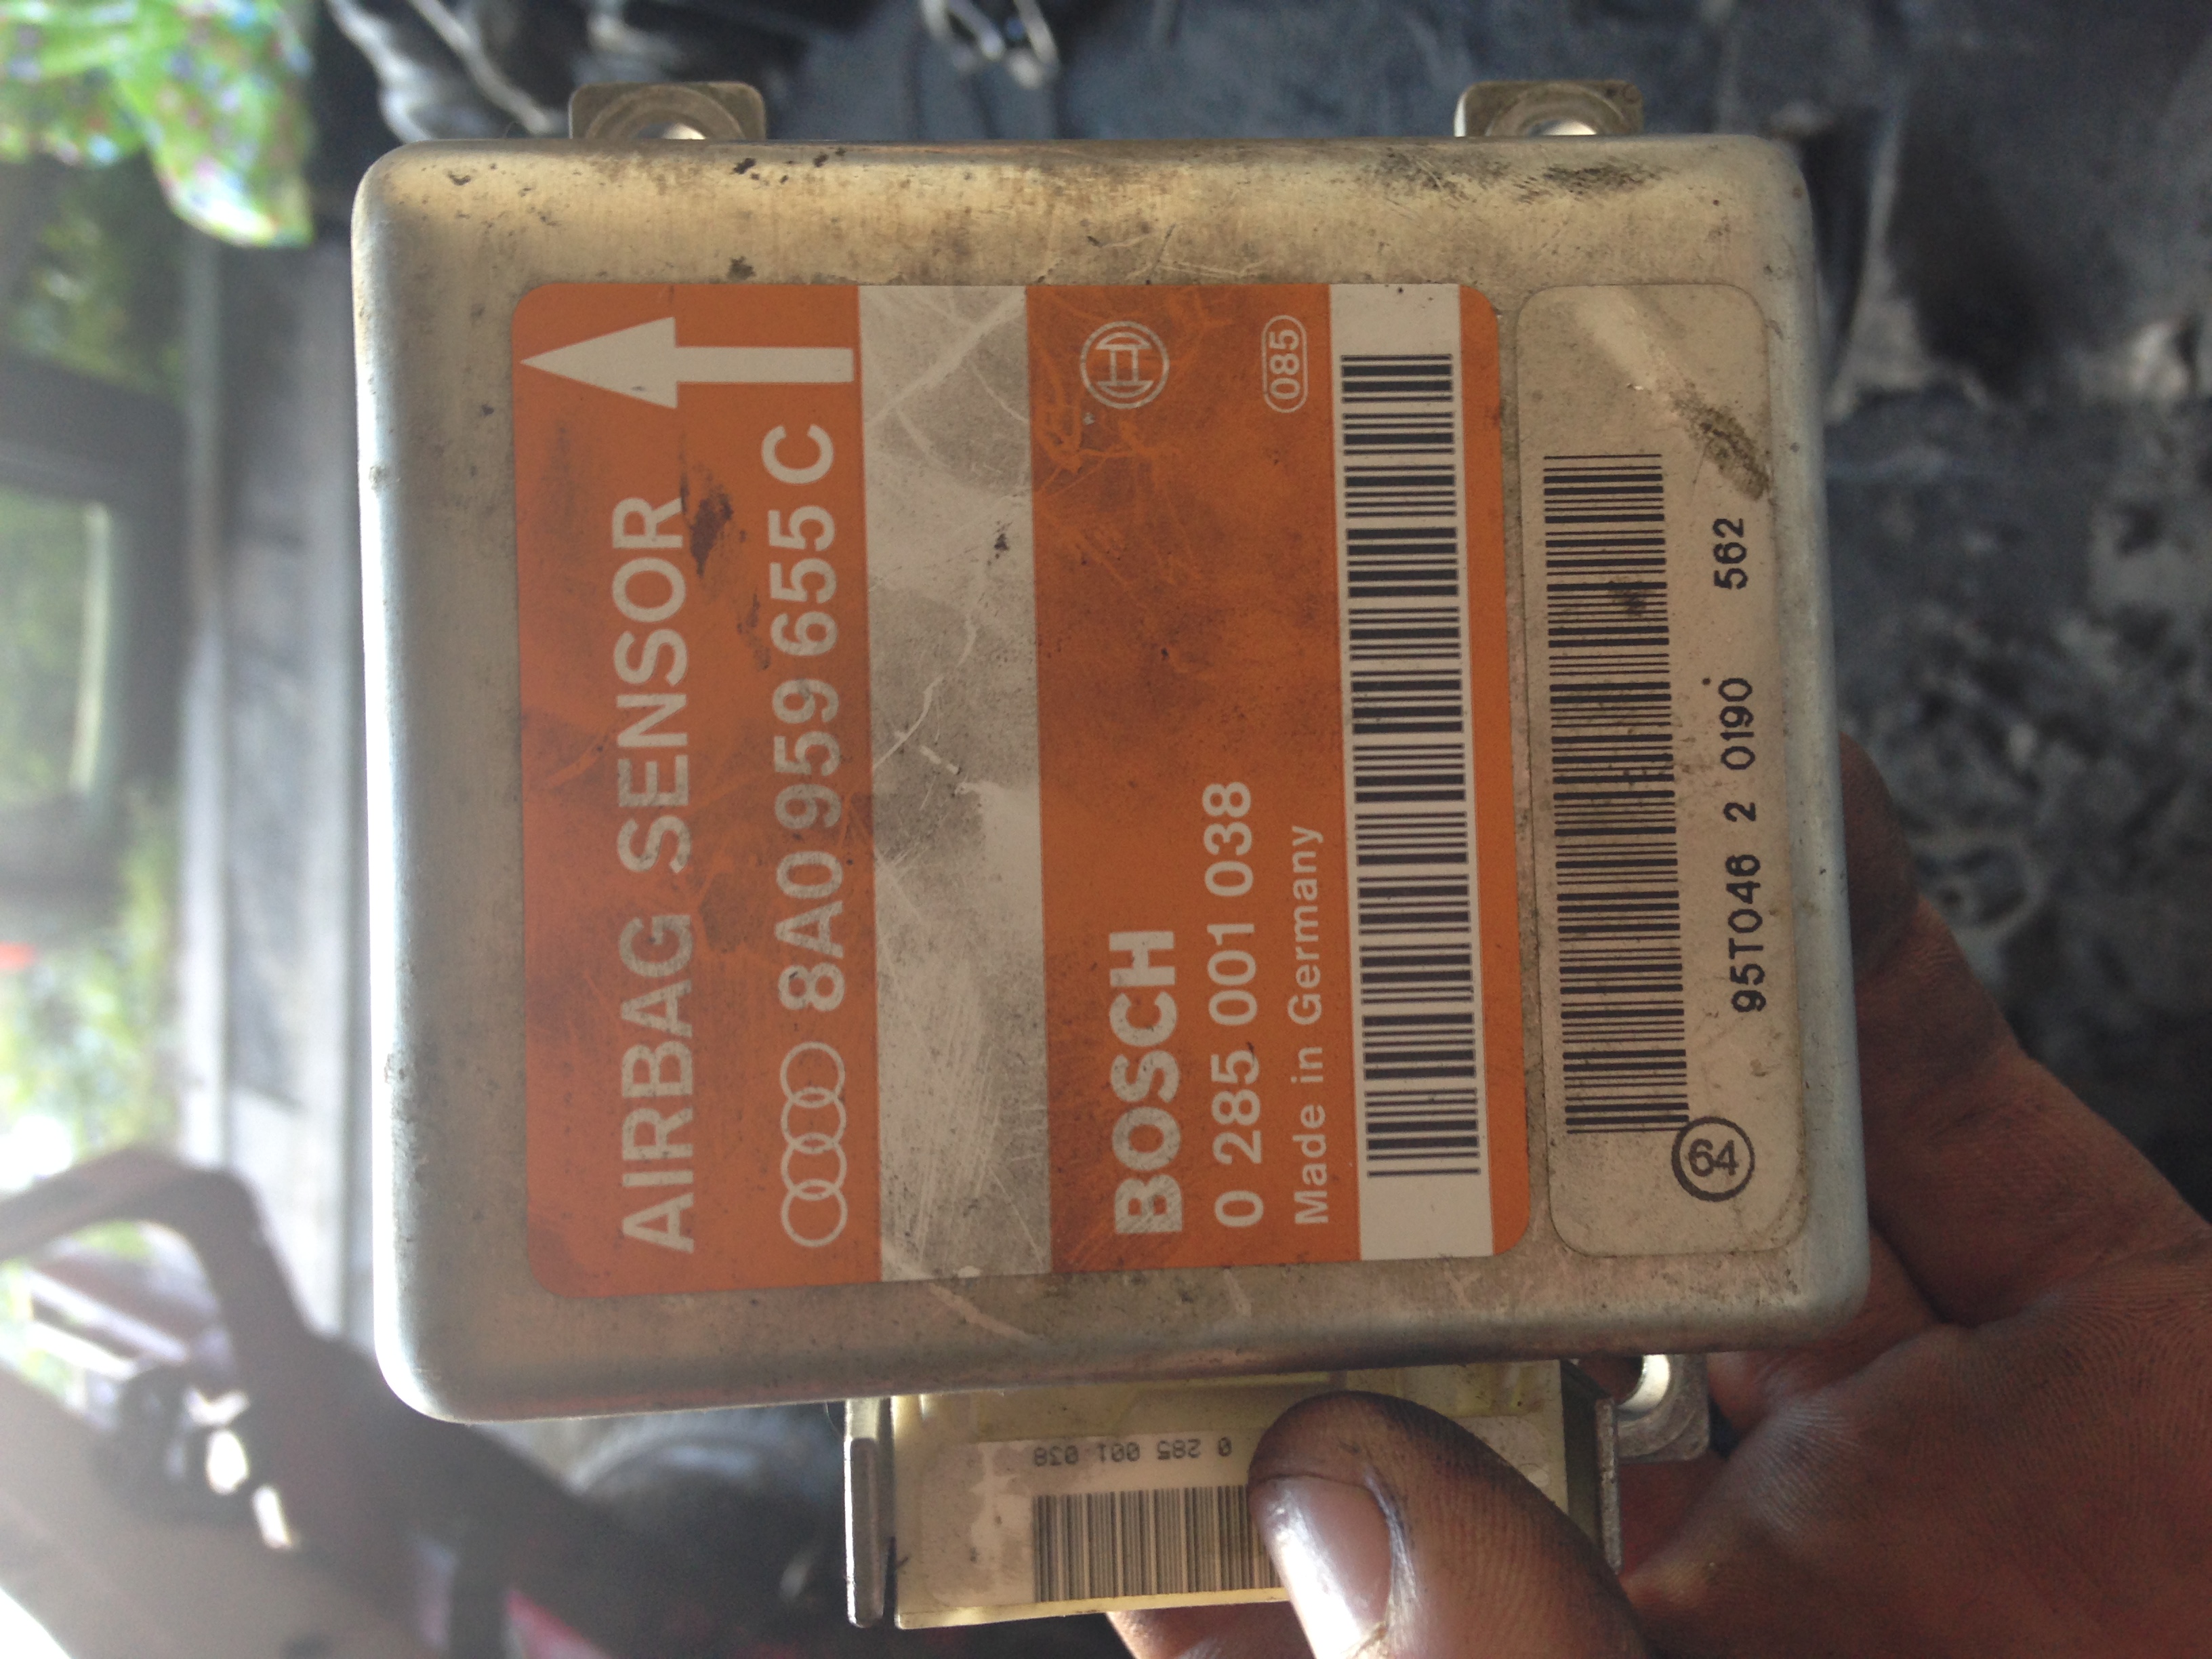 AIRBAG SENSOR
8A0 959 655 C
BOSCH
0 285 001 038
085
Made in Germany
64
95T046 2 0190 562
0 285 001 038